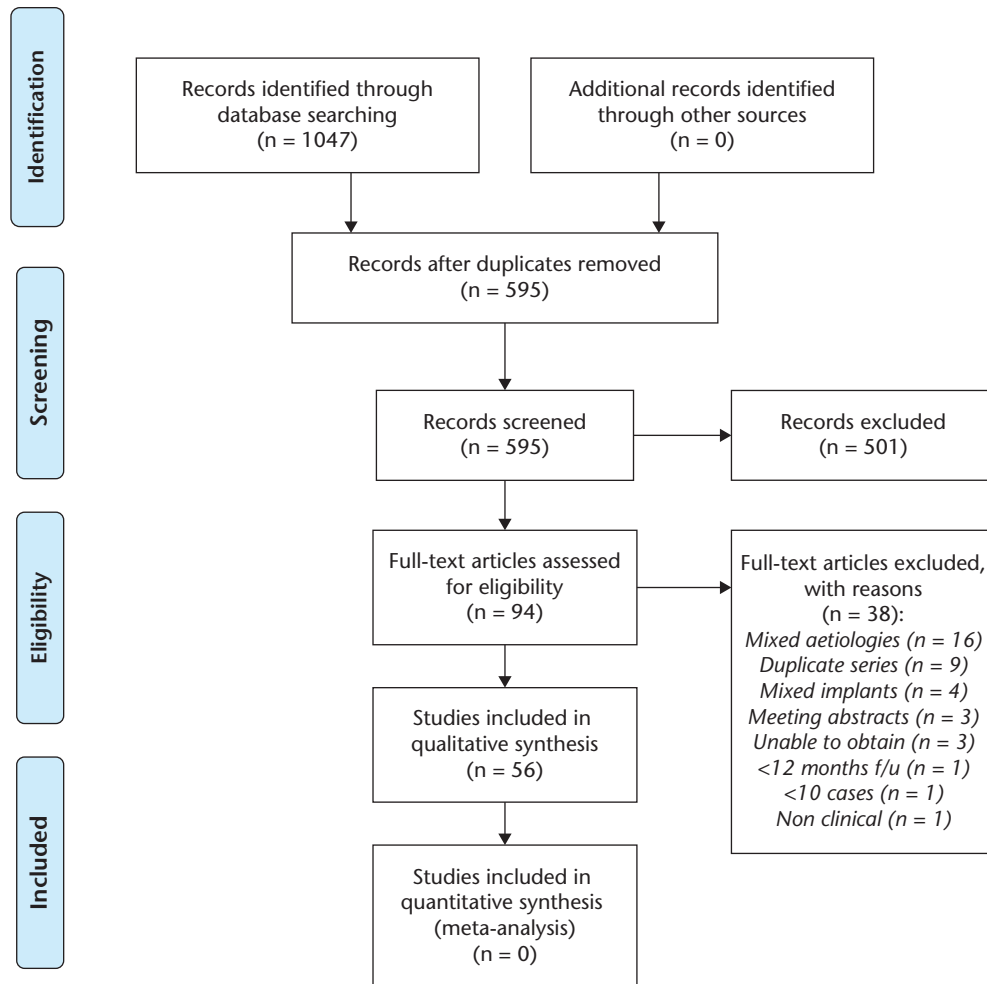 Identification
Records identified through
database searching
(n = 1047)
Additional records identified
through other sources
(n = 0)
Records after duplicates removed
(n = 595)
Screening
Records screened
(n = 595)
Records excluded
(n = 501)
Eligibility
Full-text articles assessed
for eligibility
(n = 94)
Full-text articles excluded,
with reasons
(n = 38):
Mixed aetiologies (n = 16)
Duplicate series (n = 9)
Mixed implants (n = 4)
Meeting abstracts (n = 3)
Unable to obtain (n = 3)
<12 months f/u (n = 1)
<10 cases (n = 1)
Non clinical (n = 1)
Studies included in
qualitative synthesis
(n = 56)
Included
Studies included in
quantitative synthesis
(meta-analysis)
(n = 0)